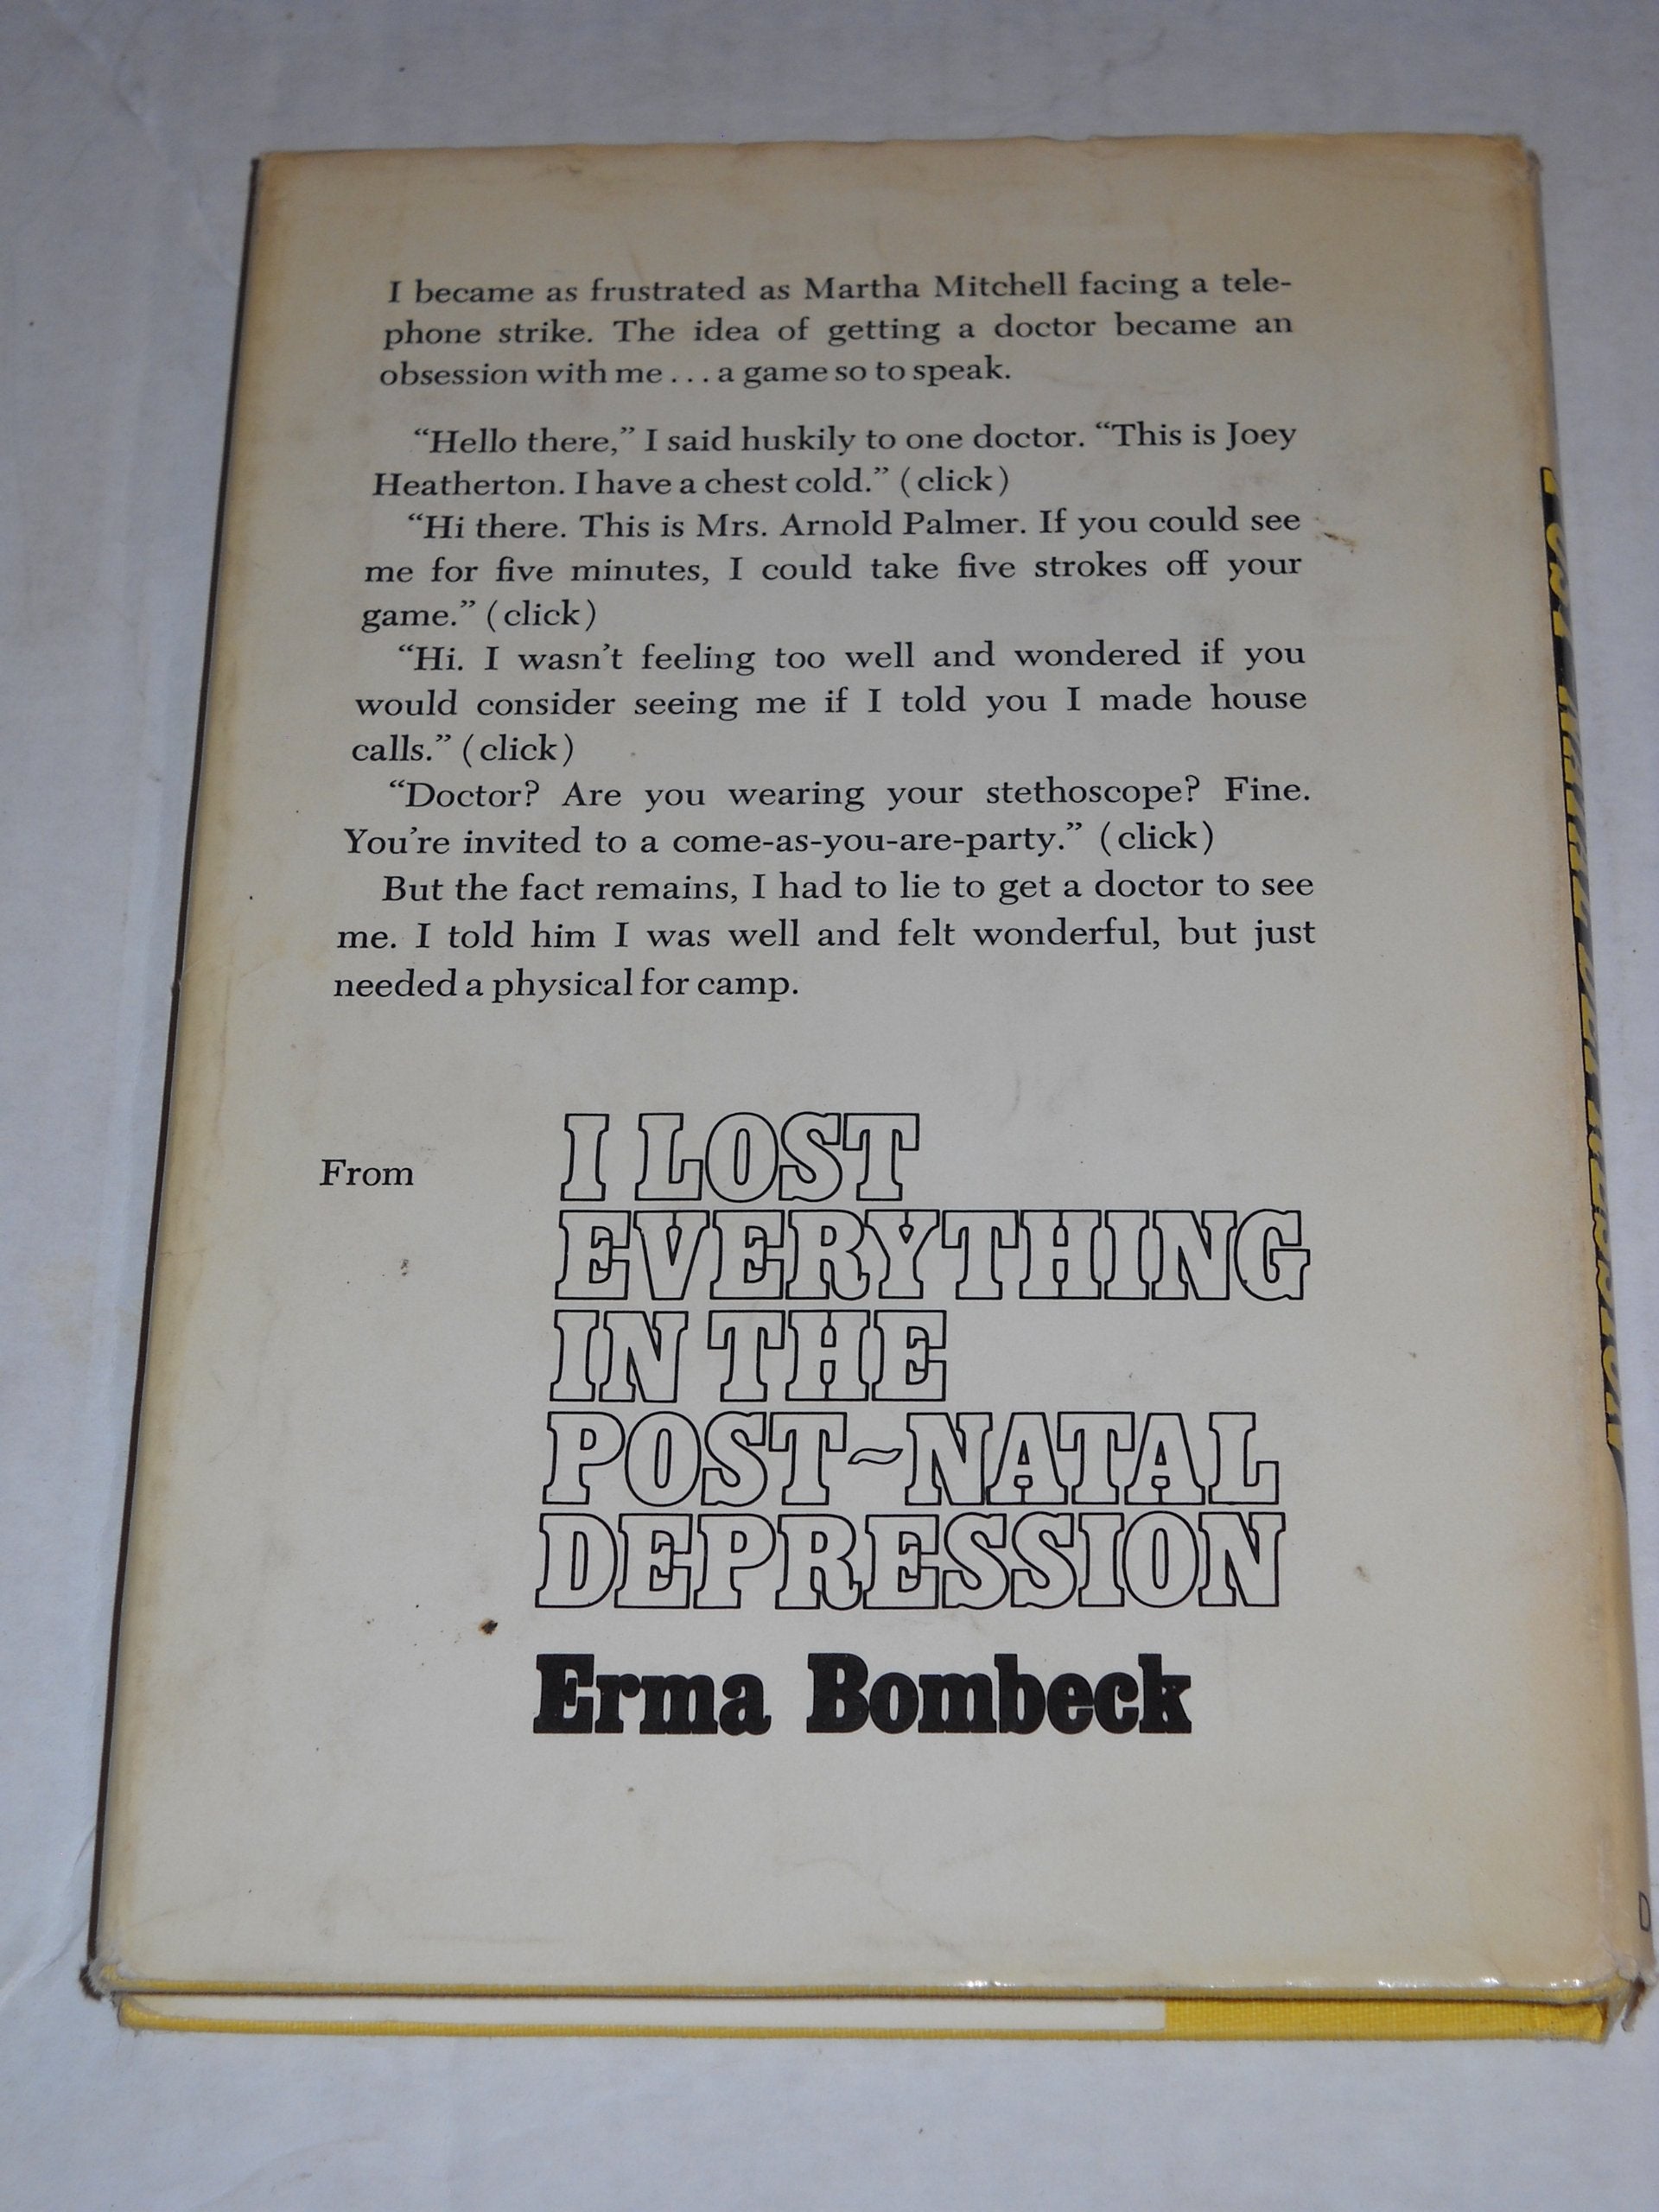 I became as frustrated as Martha Mitchell facing a tele-
phone strike. The idea of getting a doctor became an
obsession with me . . . a game so to speak.
“Hello there,” I said huskily to one doctor. “This is Joey
Heatherton. I have a chest cold.” (click)
“Hi there. This is Mrs. Arnold Palmer. If you could see
me for five minutes, I could take five strokes off your
game.” (click)
“Hi. I wasn’t feeling too well and wondered if you
would consider seeing me if I told you I made house
calls.” (click)
“Doctor? Are you wearing your stethoscope? Fine.
You’re invited to a come-as-you-are-party.” (click)
But the fact remains, I had to lie to get a doctor to see
me. I told him I was well and felt wonderful, but just
needed a physical for camp.
From
I LOST
EVERYTHING
IN THE
POST~NATAL
DEPRESSION
Erma Bombeck